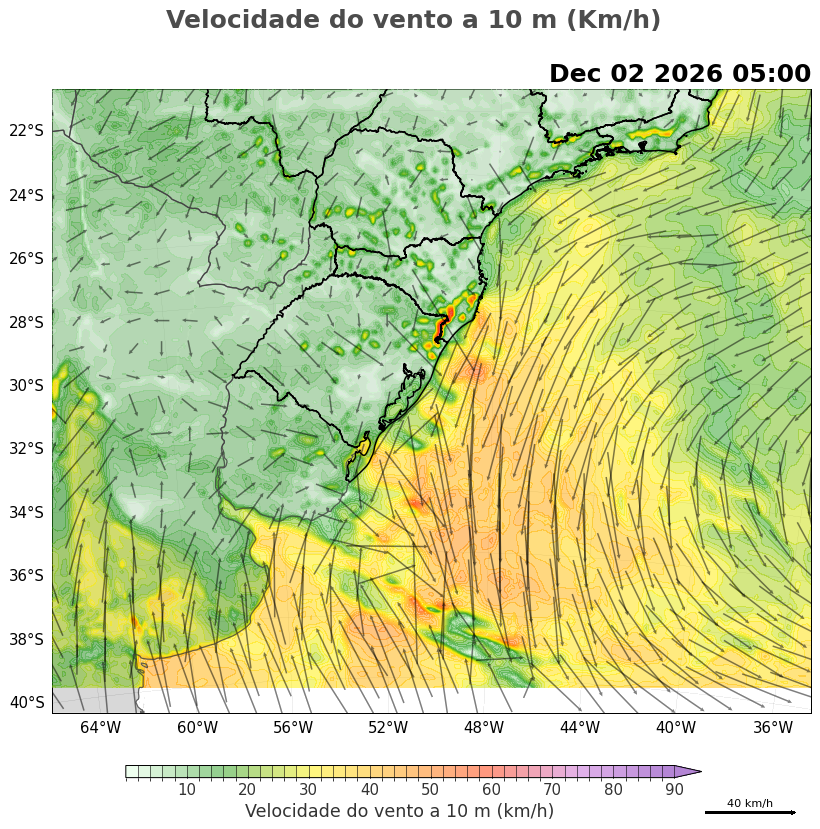 Velocidade do vento a 10 m (Km/h)
Dec 02 2026 05:00
22°S
24°S
26°S
28°S
30°S
32°S
34°S
36°S
38°S
40°S
64°W 60°W 56°W 52°W 48°W 44°W 40°W 36°W
10 20 30 40 50 60 70 80 90
Velocidade do vento a 10 m (km/h)
40 km/h